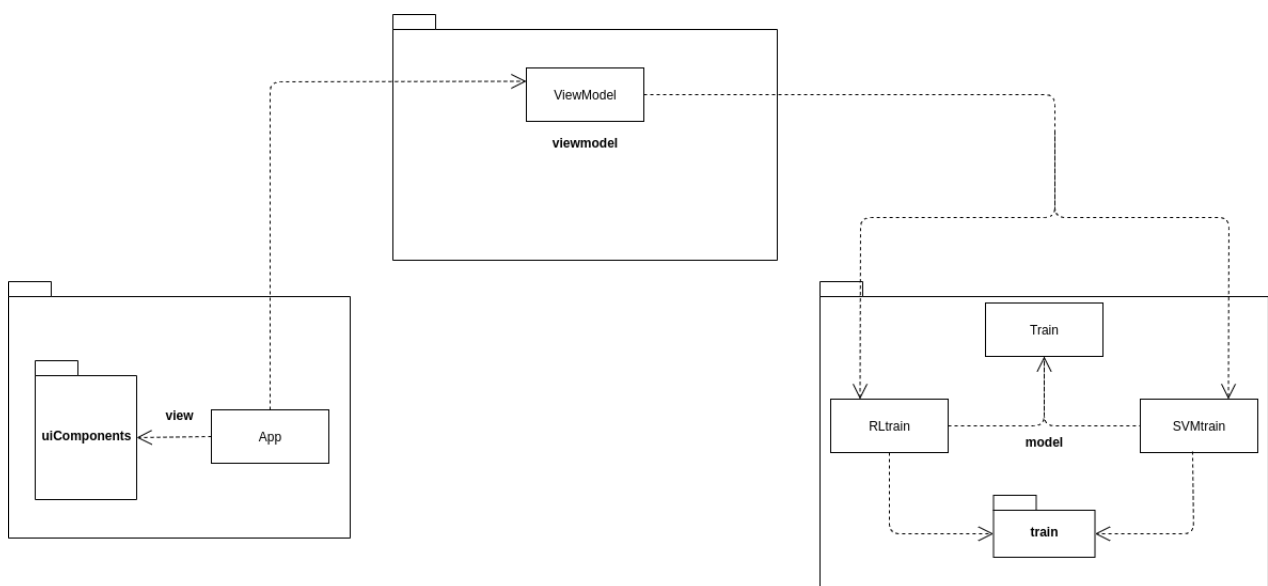 ViewModel
viewmodel
view
uiComponents
App
Train
RLtrain
SVMtrain
model
train